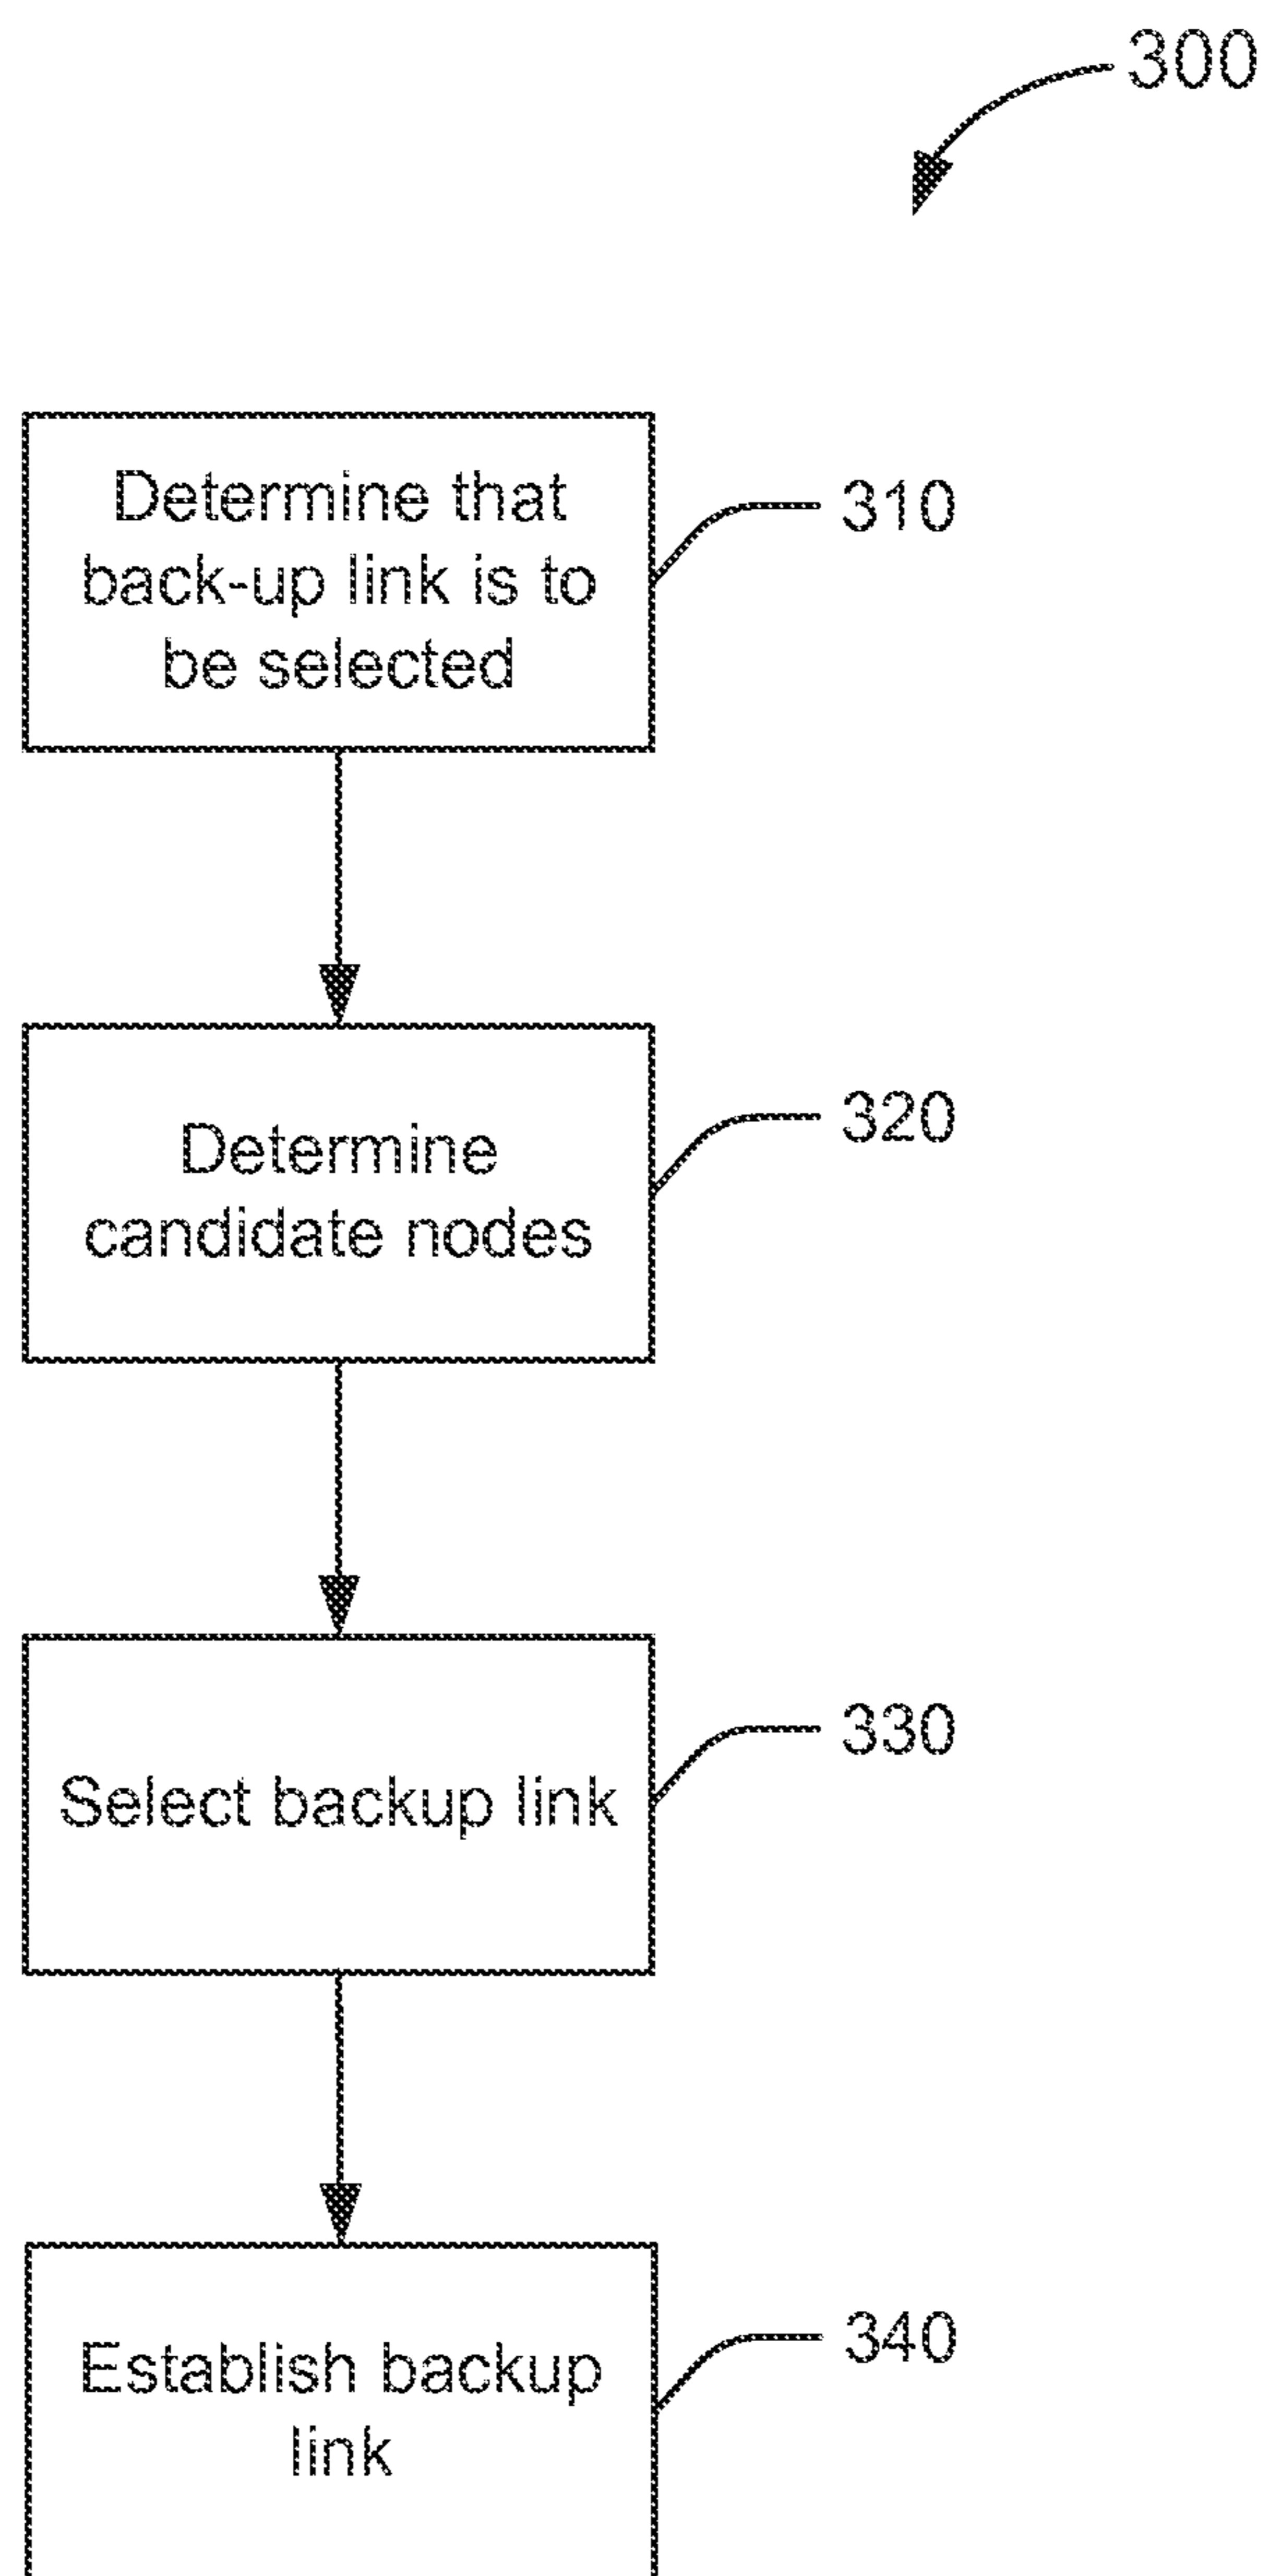 300
Determine that
back-up link is to
be selected
310
Determine
candidate nodes
320
Select backup link
330
Establish backup
link
340